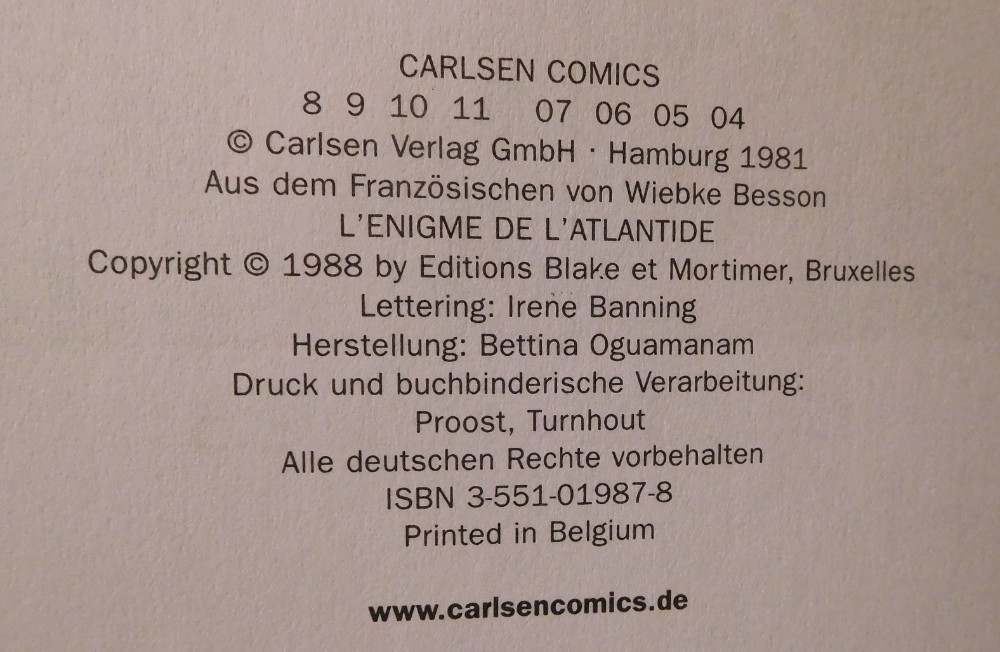 CARLSEN COMICS
8 9 10 11 07 06 05 04
© Carlsen Verlag GmbH · Hamburg 1981
Aus dem Französischen von Wiebke Besson
L'ENIGME DE L'ATLANTIDE
Copyright © 1988 by Editions Blake et Mortimer, Bruxelles
Lettering: Irene Banning
Herstellung: Bettina Oguamanam
Druck und buchbinderische Verarbeitung:
Proost, Turnhout
Alle deutschen Rechte vorbehalten
ISBN 3-551-01987-8
Printed in Belgium
www.carlsencomics.de